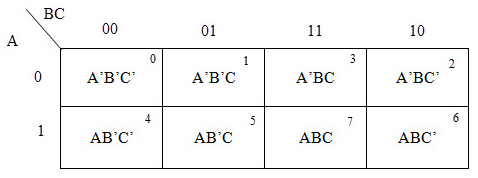 BC
A
00 01 11 10
0 1 3 2
0 A’B’C’ A’B’C A’BC A’BC’
4 5 7 6
1 AB’C’ AB’C ABC ABC’